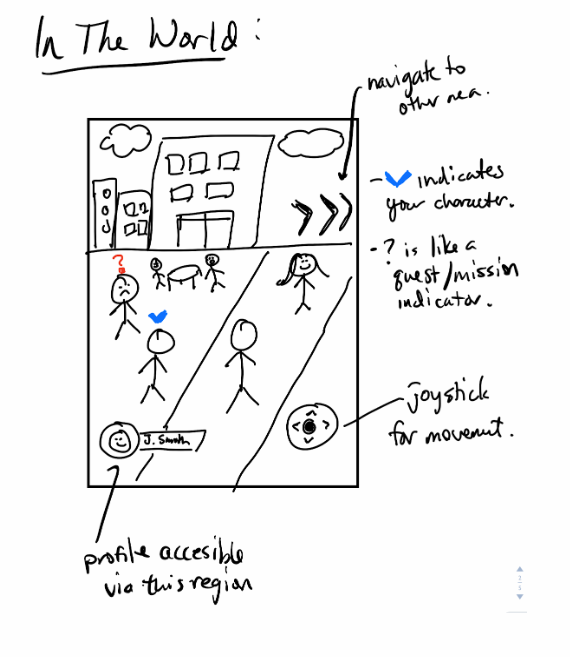 In The World:
navigate to
other area.
- indicates
your character.
- ? is like a
quest/mission
indicator.
?
J. Smith
Joystick
for movement.
profile accesible
via this region